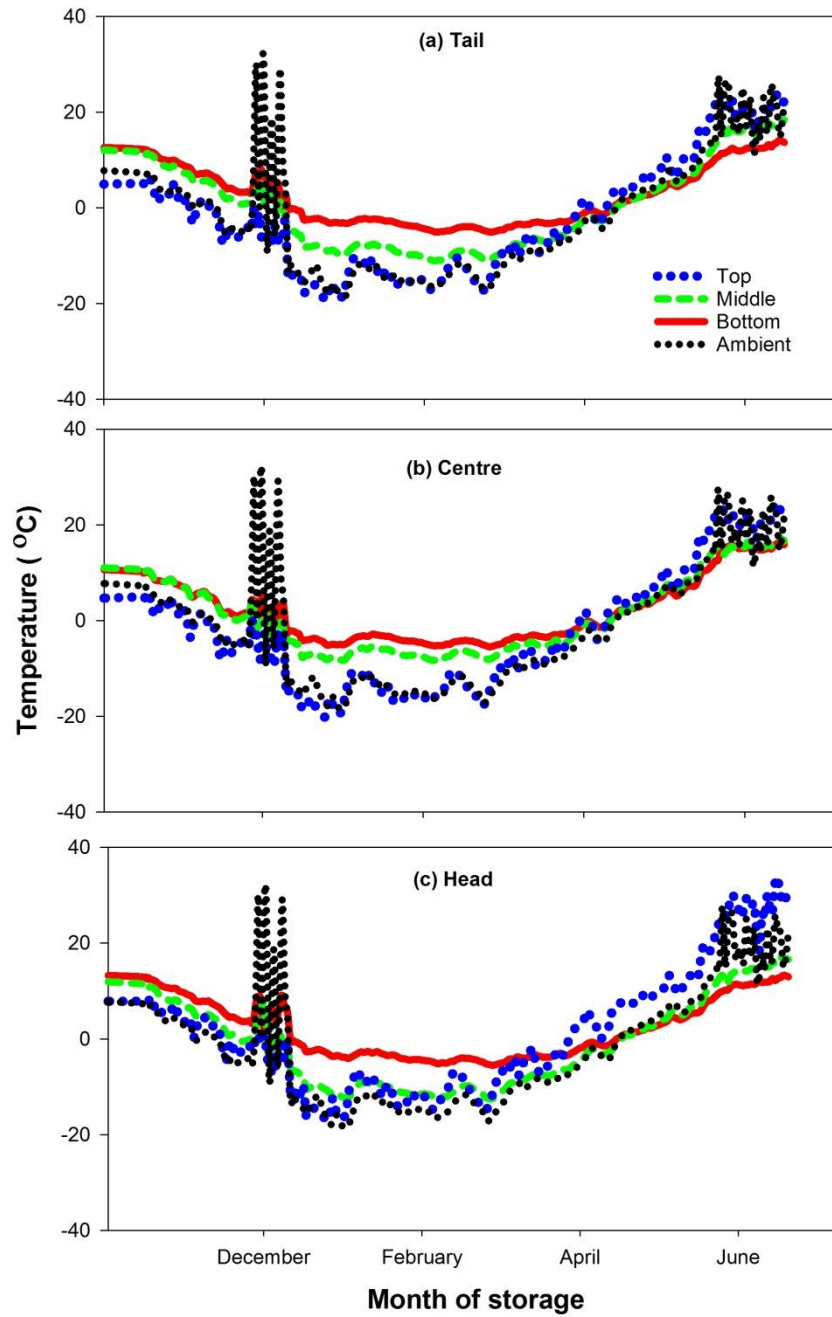 40
(a) Tail
20
0
Top
Middle
-20
Bottom
Ambient
-40
40
(b) Centre
20
0
-20
-40
Temperature ( °C)
40
(c) Head
20
0
-20
-40
December February April June
Month of storage